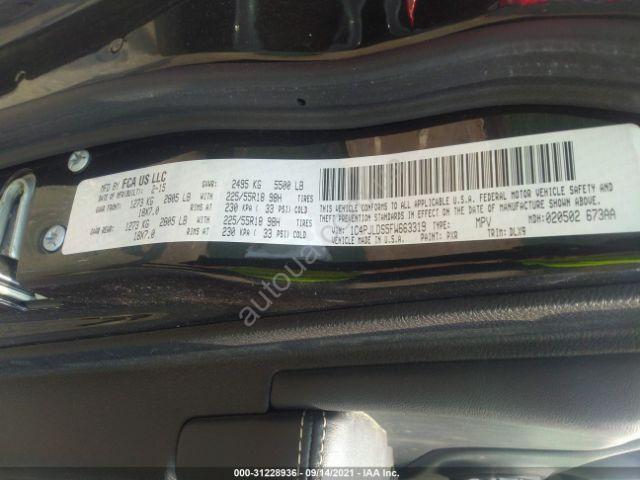 MFD BY: FCA US LLC
DATE OF MFR(BUILT): 2-15 GVWR: 2495 KG 5500 LB
GAWR FRONT: 1273 KG 2805 LB WITH 225/55R18 98H TIRES
18X7.0 RIMS AT 230 KPA ( 33 PSI) COLD
GAWR REAR: 1273 KG 2805 LB WITH 225/55R18 98H TIRES
18X7.0 RIMS AT 230 KPA ( 33 PSI) COLD
THIS VEHICLE CONFORMS TO ALL APPLICABLE U.S.A. FEDERAL MOTOR VEHICLE SAFETY,
BUMPER, AND THEFT PREVENTION STANDARDS IN EFFECT ON THE DATE OF MANUFACTURE SHOWN ABOVE.
VIN: 1C4PJLDS5FW663319 TYPE: MPV MDH: 020502 673AA
MADE IN U.S.A. PAINT: PXR TRIM: DLX9
autoua
000-31228936 - 09/14/2021 - IAA Inc.